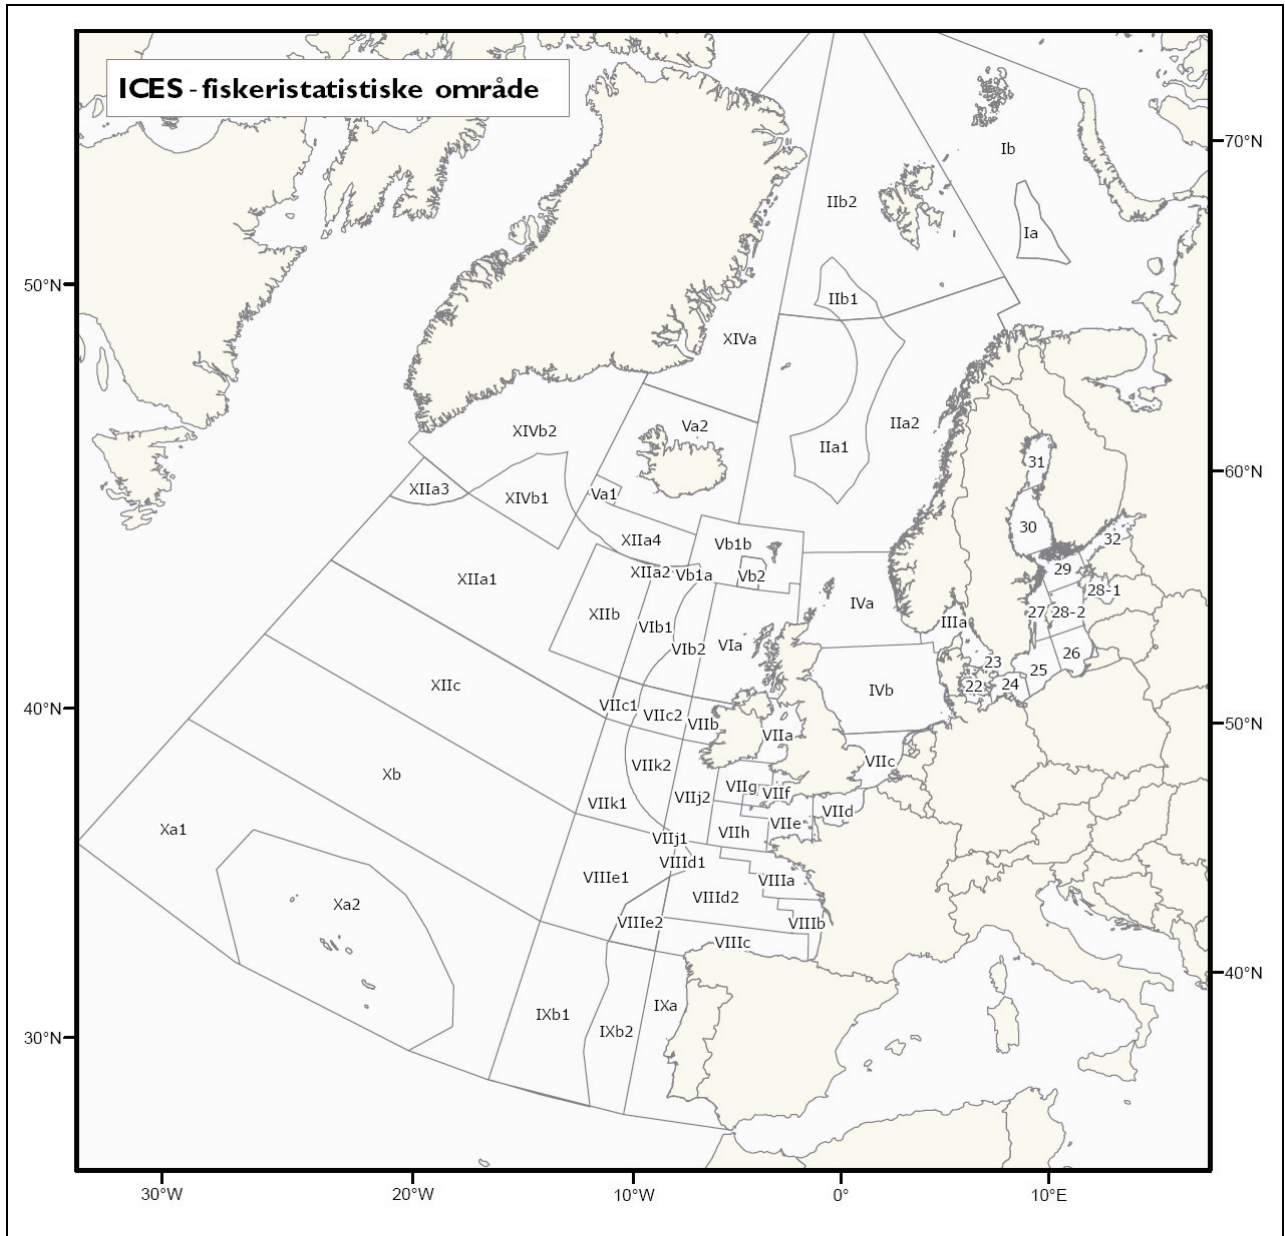 ICES - fiskeristatistiske område
Ib
70°N
IIb2
Ia
50°N
IIb1
XIVa
IIa2
Va2
XIVb2
IIa1
31
60°N
XIIa3
XIVb1
Va1
30
32
XIIa4
Vb1b
29
XIIa1
XIIa2
Vb1a
Vb2
28-1
XIIb
IVa
27
28-2
VIb1
IIIa
VIb2
VIa
26
23
25
XIIc
22
24
IVb
VIIc1
VIIc2
VIIb
40°N
50°N
VIIa
VIIk2
VIIc
Xb
VIIg
VIIf
VIIj2
VIIk1
VIId
Xa1
VIIh
VIIe
VIIj1
VIIId1
VIIIe1
VIIIa
VIIId2
Xa2
VIIIe2
VIIIb
VIIIc
40°N
IXa
IXb1
IXb2
30°N
30°W
20°W
10°W
0°
10°E